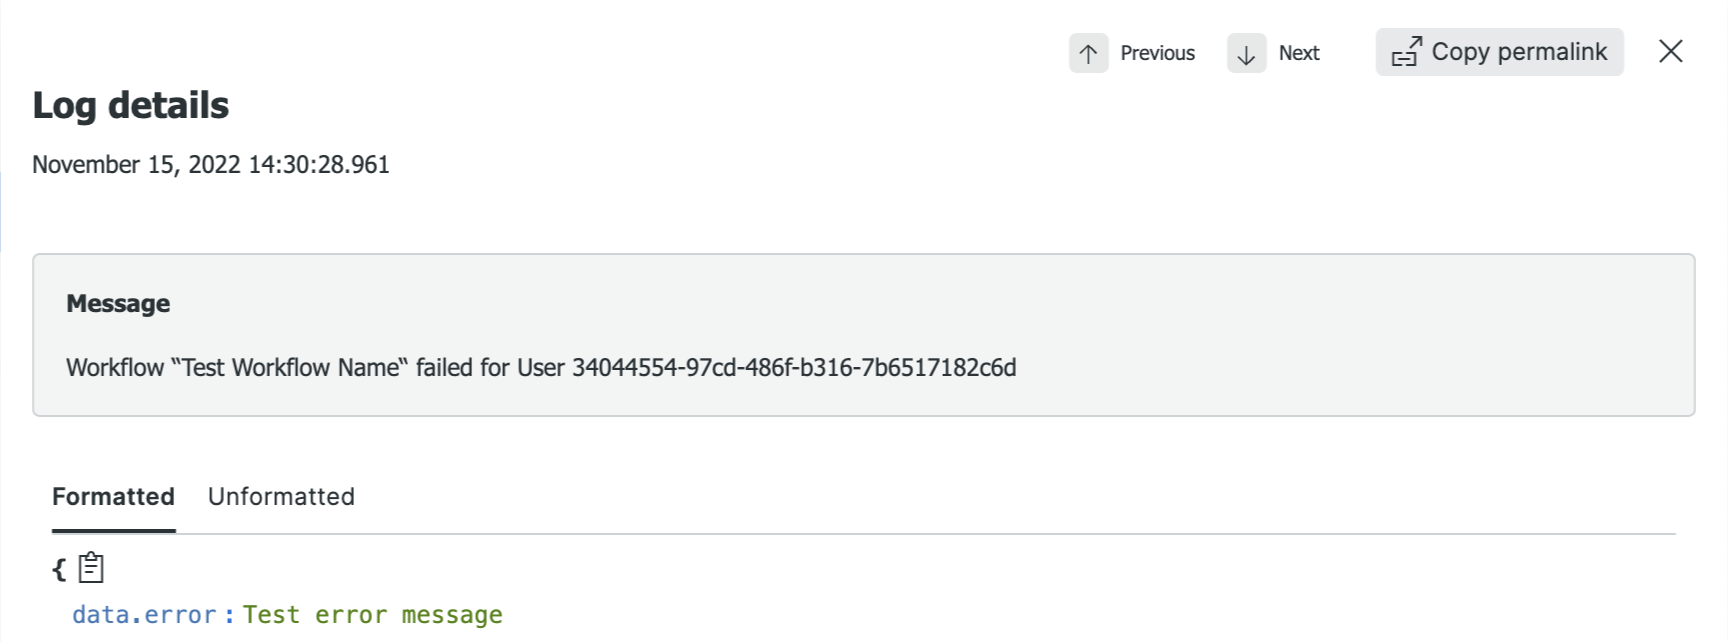 Previous Next Copy permalink
Log details
November 15, 2022 14:30:28.961
Message
Workflow “Test Workflow Name“ failed for User 34044554-97cd-486f-b316-7b6517182c6d
Formatted Unformatted
{
data.error : Test error message